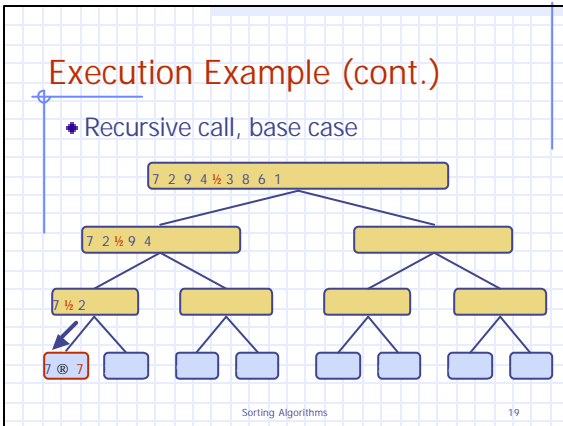 Execution Example (cont.)
Recursive call, base case
7 2 9 4 ½ 3 8 6 1
7 2 ½ 9 4
7 ½ 2
7 ® 7
Sorting Algorithms 19